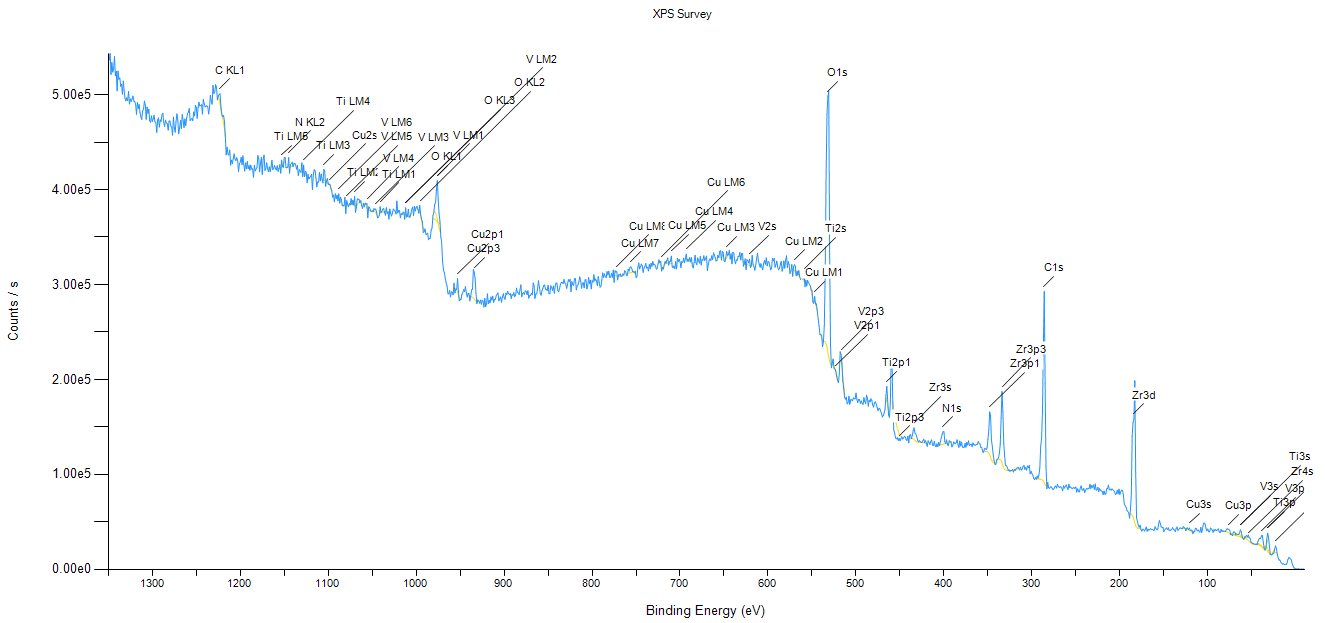 XPS Survey
V LM2
C KL1
O1s
O KL2
5.00e5
Ti LM4
O KL3
N KL2
V LM6
Ti LM5
Cu2s
V LM5
V LM3
V LM1
Ti LM3
O KL1
V LM4
Ti LM2
Ti LM1
4.00e5
Cu LM6
Cu LM4
Cu LM8
Cu LM5
Cu LM3
V2s
Ti2s
Cu2p1
Cu LM7
Cu LM2
Cu2p3
C1s
Cu LM1
3.00e5
Counts / s
V2p3
V2p1
Zr3p3
Ti2p1
Zr3p1
2.00e5
Zr3s
Zr3d
N1s
Ti2p3
Ti3s
1.00e5
Zr4s
V3s
V3p
Cu3s
Cu3p
Ti3p
0.00e0
1300 1200 1100 1000 900 800 700 600 500 400 300 200 100
Binding Energy (eV)